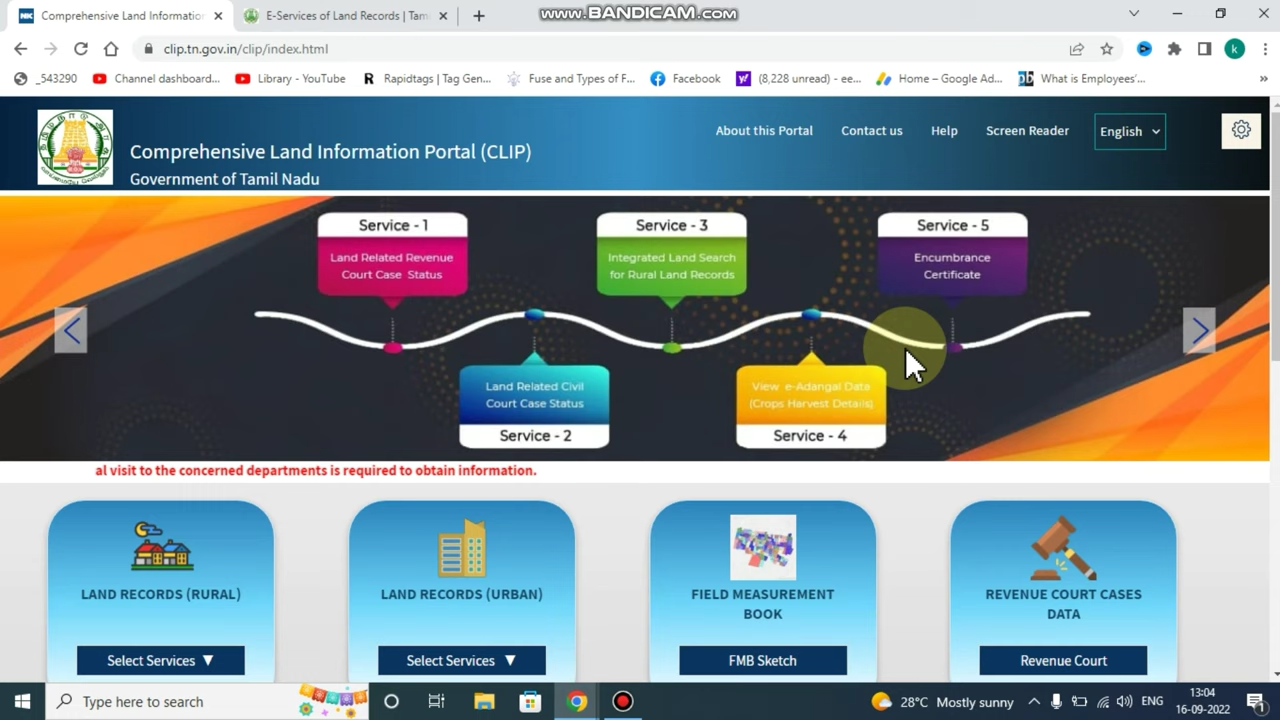 www.BANDICAM.com
Comprehensive Land Information
E-Services of Land Records | Tami
clip.tn.gov.in/clip/index.html
_543290
Channel dashboard...
Library - YouTube
Rapidtags | Tag Gen...
Fuse and Types of F...
Facebook
(8,228 unread) - ee...
Home – Google Ad...
What is Employees'...
»
About this Portal
Contact us
Help
Screen Reader
English
Comprehensive Land Information Portal (CLIP)
Government of Tamil Nadu
Service - 1
Land Related Revenue
Court Case Status
Service - 3
Integrated Land Search
for Rural Land Records
Service - 5
Encumbrance
Certificate
Land Related Civil
Court Case Status
Service - 2
View e-Adangal Data
(Crops Harvest Details)
Service - 4
al visit to the concerned departments is required to obtain information.
LAND RECORDS (RURAL)
Select Services ▼
LAND RECORDS (URBAN)
Select Services ▼
FIELD MEASUREMENT
BOOK
FMB Sketch
REVENUE COURT CASES
DATA
Revenue Court
Type here to search
28°C Mostly sunny
ENG
13:04
16-09-2022